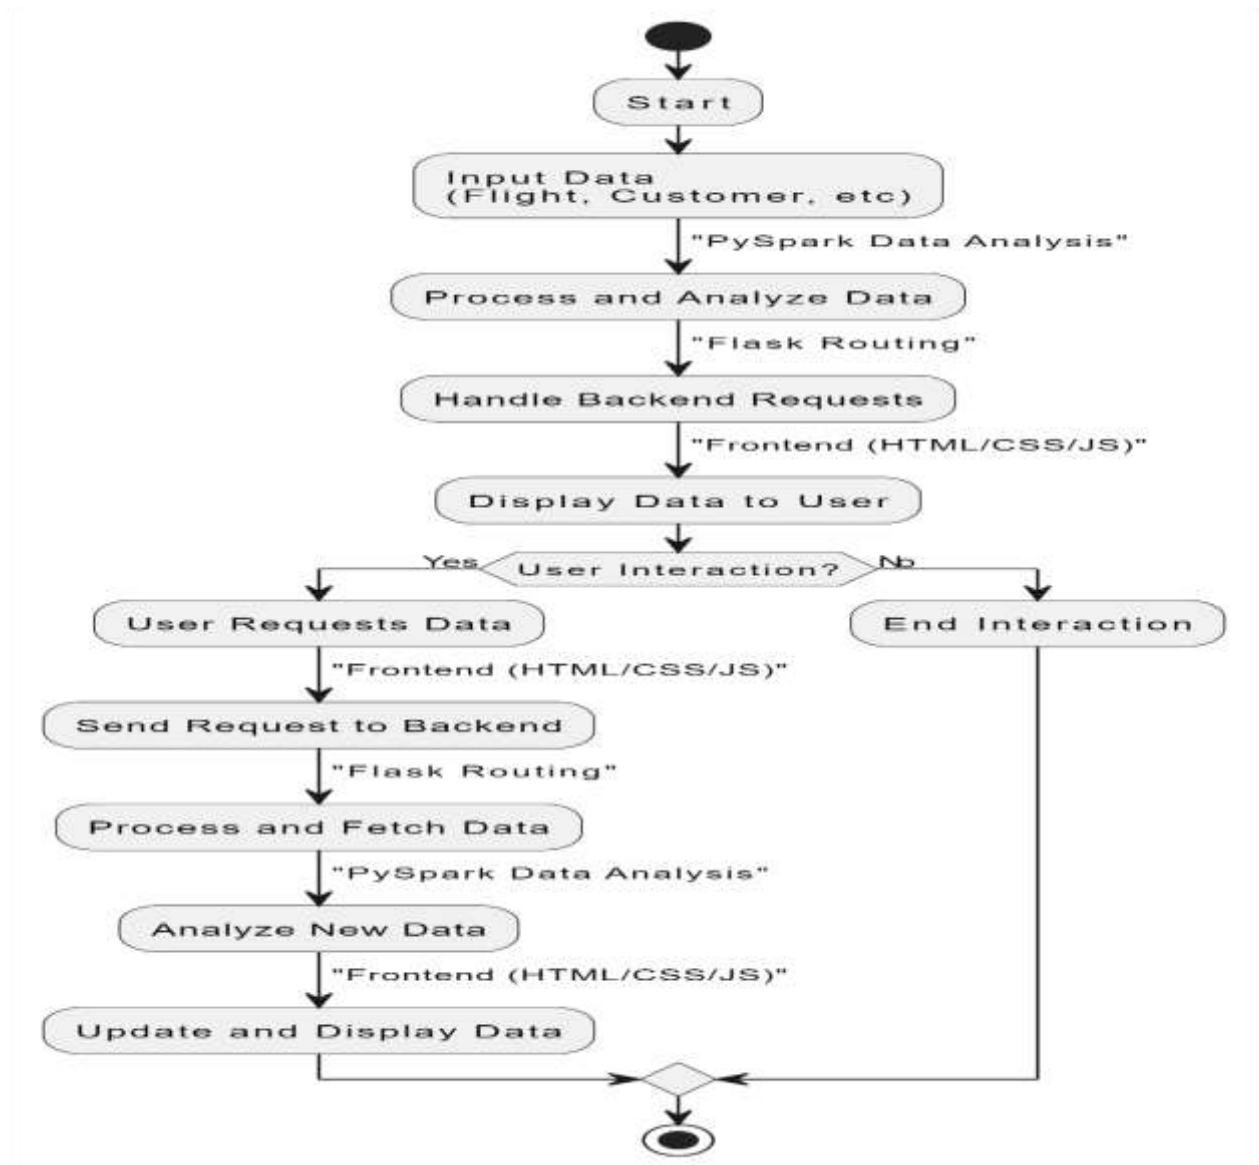 Start
Input Data
(Flight, Customer, etc)
"PySpark Data Analysis"
Process and Analyze Data
"Flask Routing"
Handle Backend Requests
"Frontend (HTML/CSS/JS)"
Display Data to User
Yes
User Interaction?
No
User Requests Data
End Interaction
"Frontend (HTML/CSS/JS)"
Send Request to Backend
"Flask Routing"
Process and Fetch Data
"PySpark Data Analysis"
Analyze New Data
"Frontend (HTML/CSS/JS)"
Update and Display Data